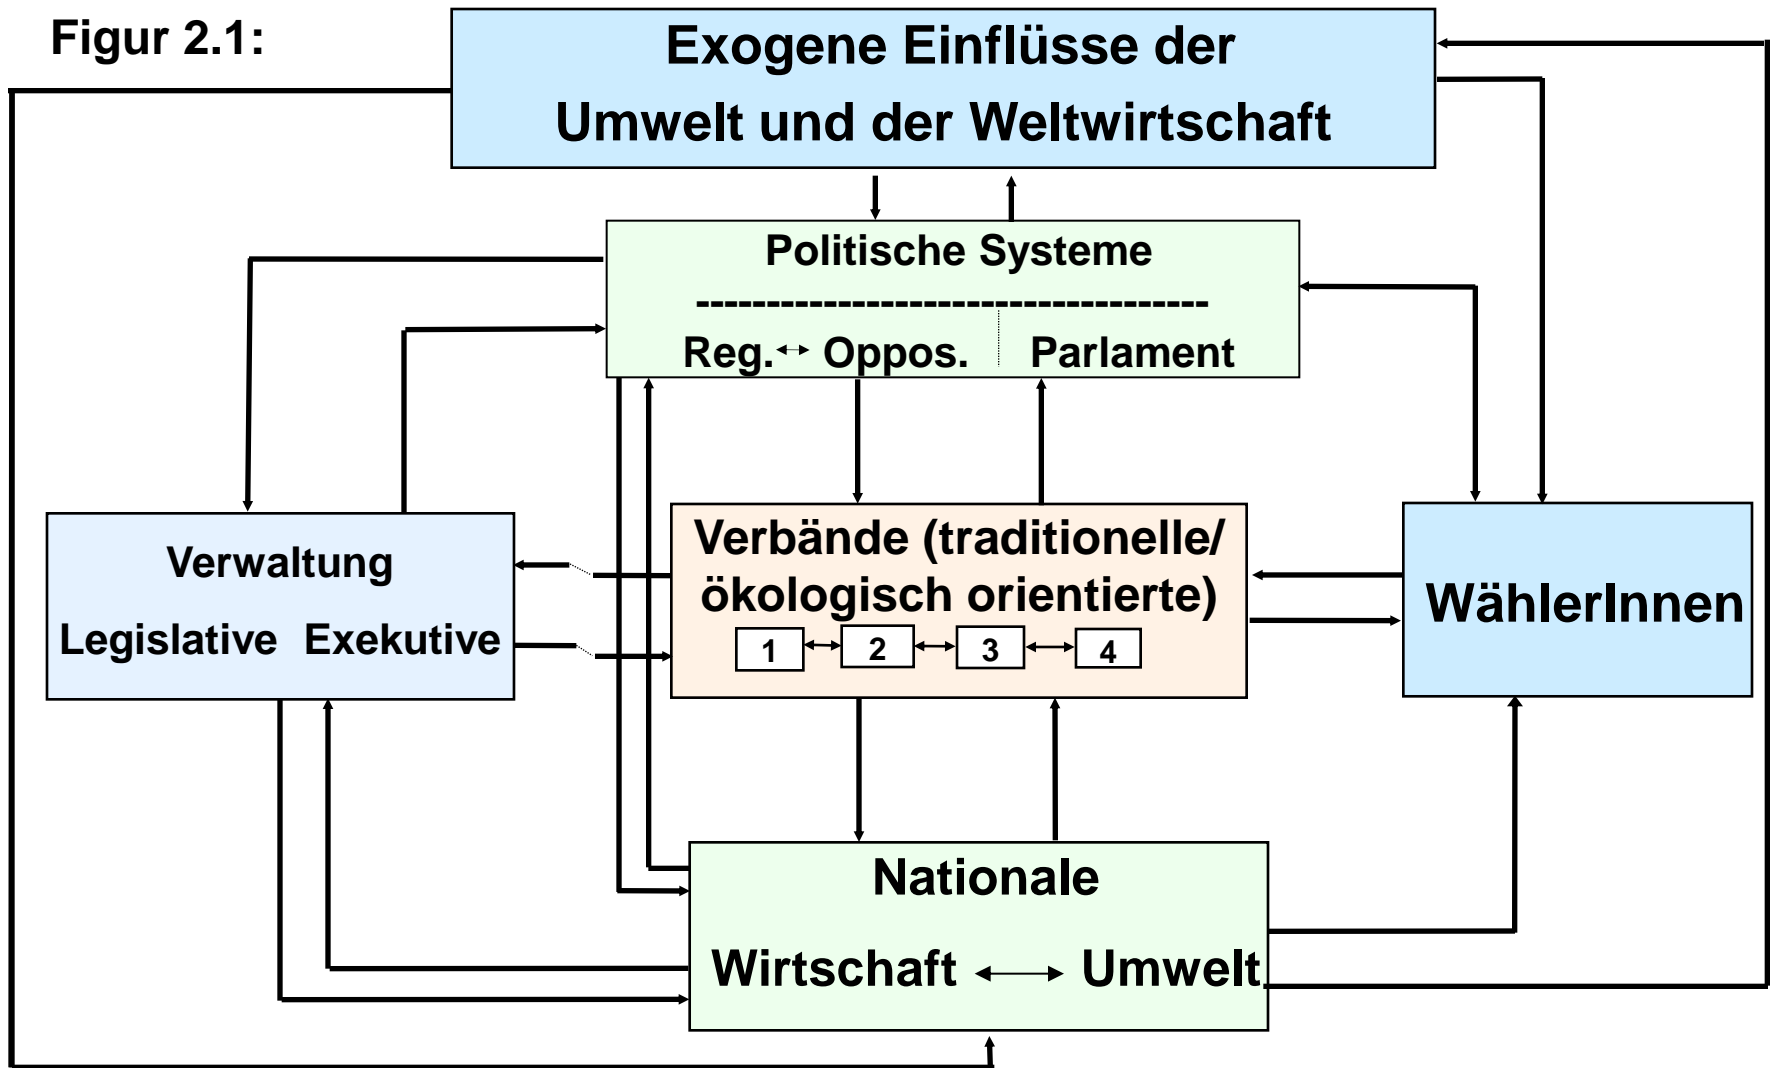 Figur 2.1:
Exogene Einflüsse der
Umwelt und der Weltwirtschaft
Politische Systeme
------------------------------------
Reg. ↔ Oppos. Parlament
Verwaltung
Legislative Exekutive
Verbände (traditionelle/
ökologisch orientierte)
1 2 3 4
WählerInnen
Nationale
Wirtschaft ↔ Umwelt